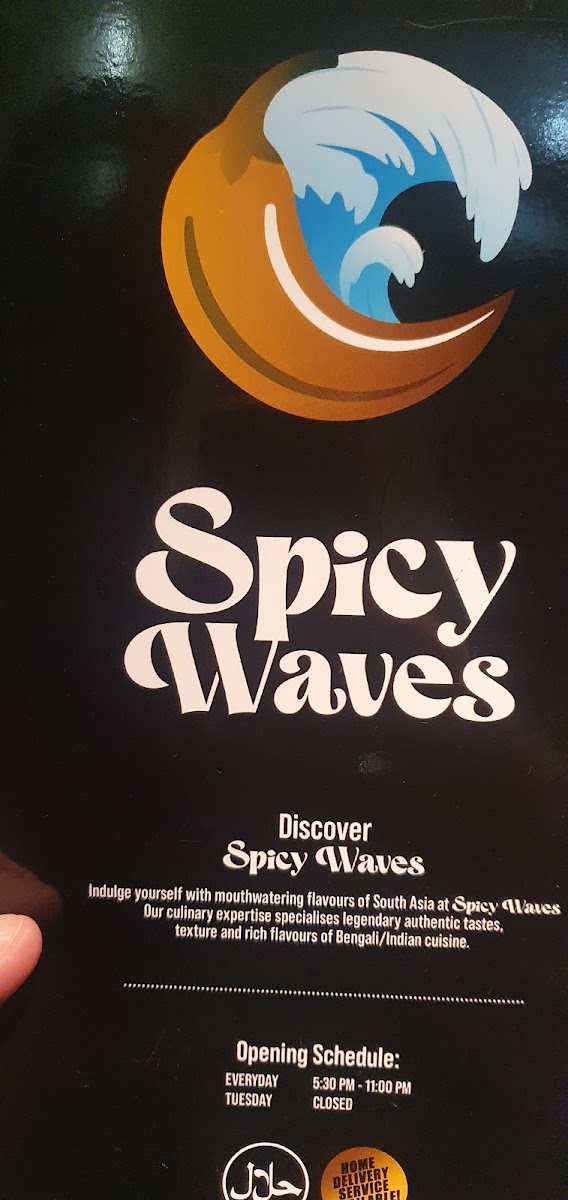 Spicy
Waves
Discover
Spicy Waves
Indulge yourself with mouthwatering flavours of South Asia at Spicy Waves
Our culinary expertise specialises legendary authentic tastes,
texture and rich flavours of Bengali/Indian cuisine.
Opening Schedule:
EVERYDAY 5:30 PM - 11:00 PM
TUESDAY CLOSED
حلال
HOME
DELIVERY
SERVICE